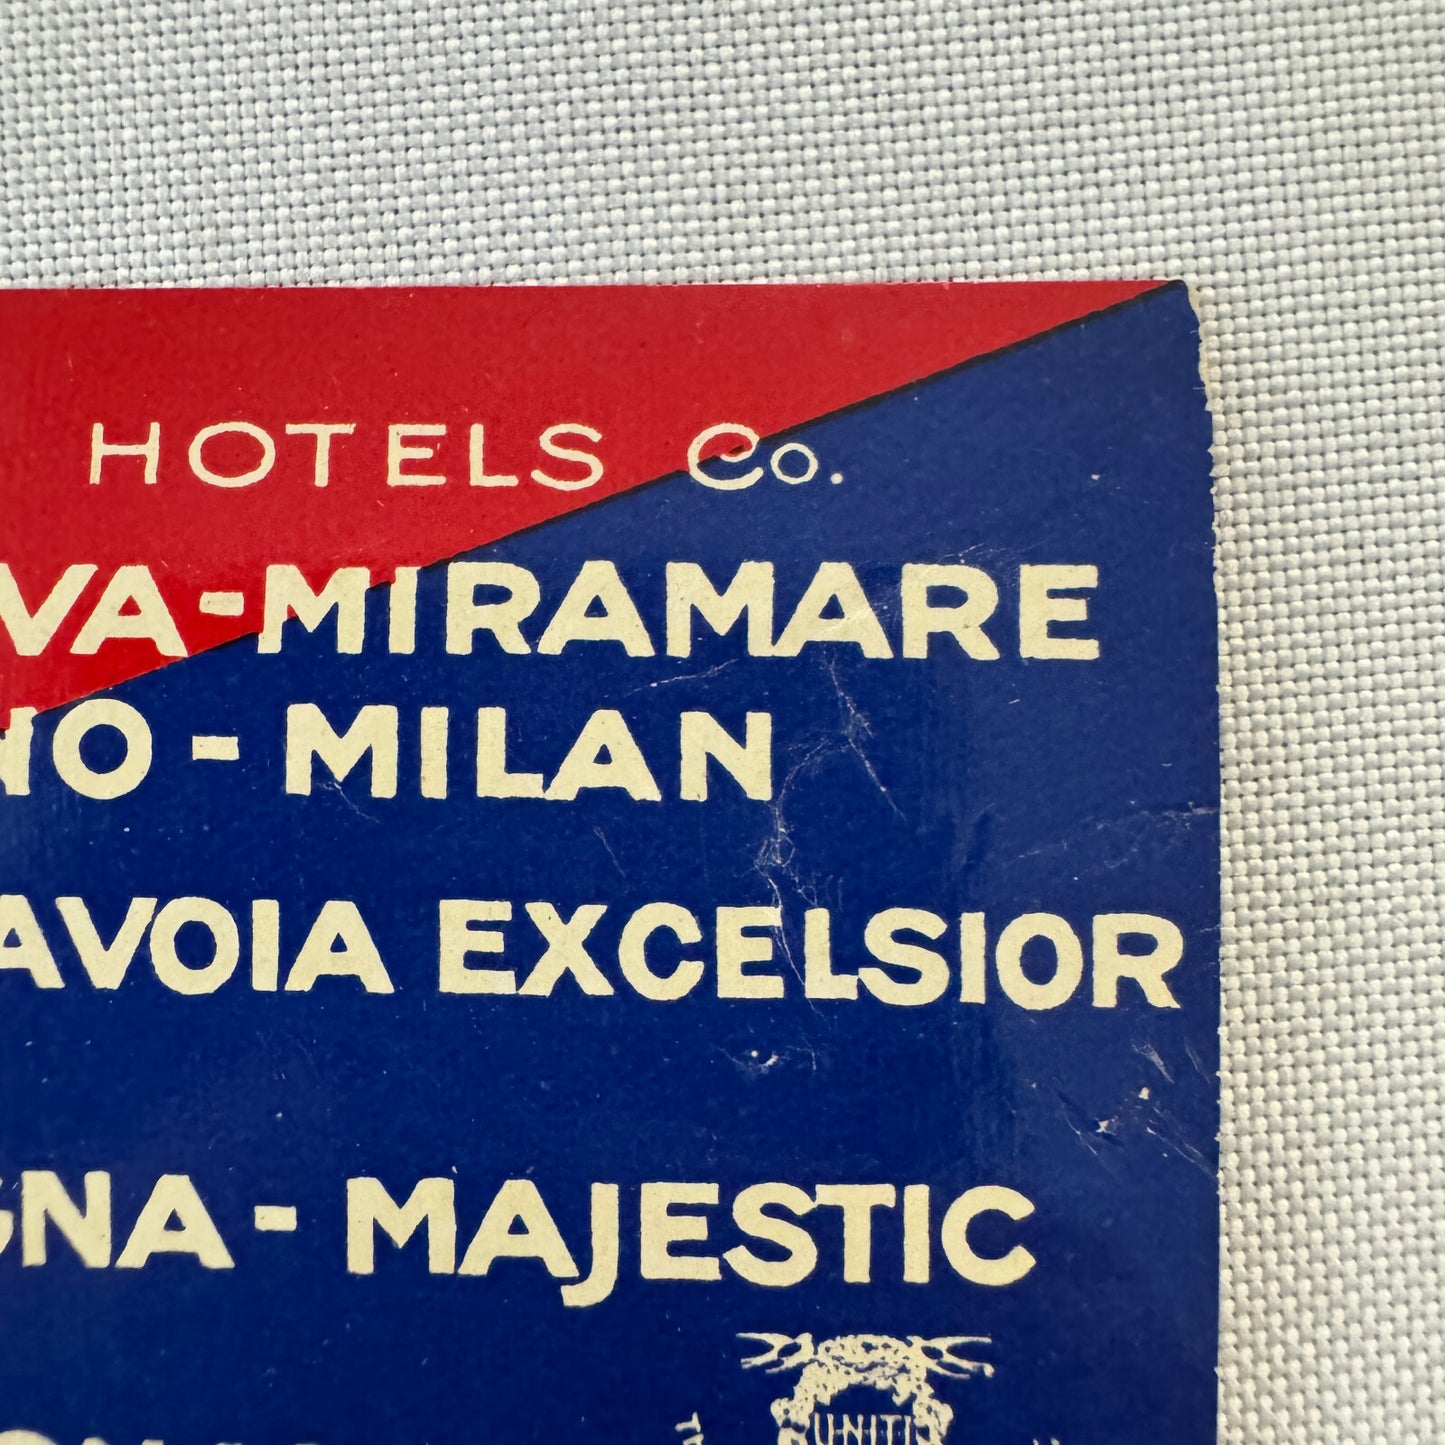 HOTELS Co.
VA - MIRAMARE
NO - MILAN
AVOIA EXCELSIOR
GNA - MAJESTIC
U·N·I·T·I